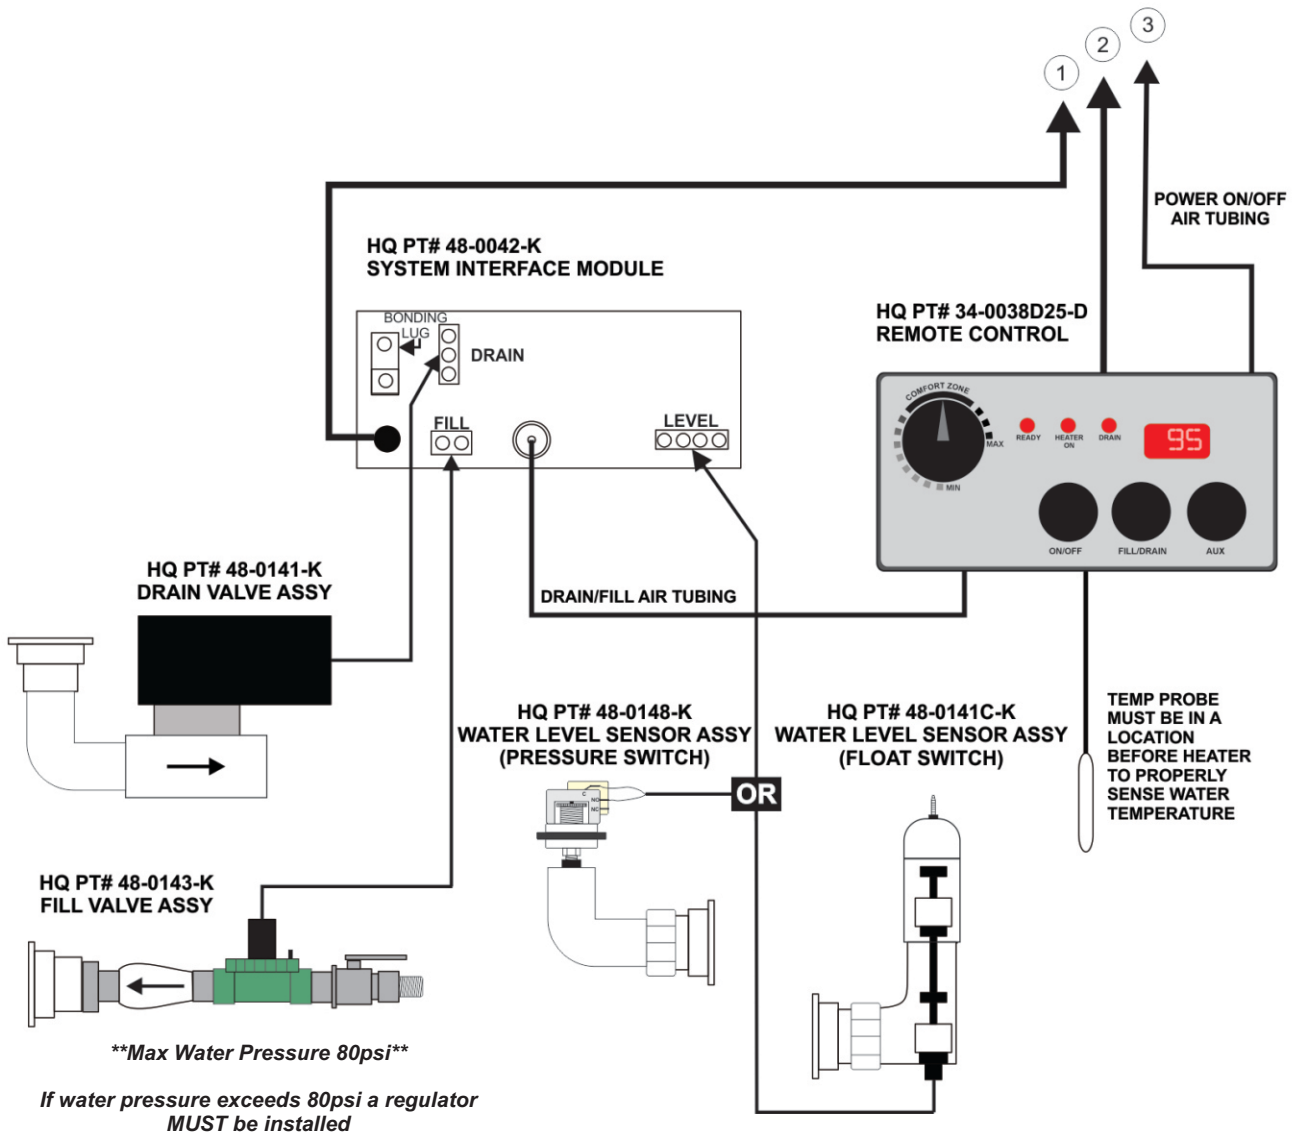 3
2
1
POWER ON/OFF
AIR TUBING
HQ PT# 48-0042-K
SYSTEM INTERFACE MODULE
BONDING
LUG
DRAIN
FILL
LEVEL
HQ PT# 34-0038D25-D
REMOTE CONTROL
COMFORT ZONE
MAX
MIN
READY
HEATER
ON
DRAIN
95
ON/OFF
FILL/DRAIN
AUX
HQ PT# 48-0141-K
DRAIN VALVE ASSY
DRAIN/FILL AIR TUBING
HQ PT# 48-0148-K
WATER LEVEL SENSOR ASSY
(PRESSURE SWITCH)
C
NO
NC
OR
HQ PT# 48-0141C-K
WATER LEVEL SENSOR ASSY
(FLOAT SWITCH)
TEMP PROBE
MUST BE IN A
LOCATION
BEFORE HEATER
TO PROPERLY
SENSE WATER
TEMPERATURE
HQ PT# 48-0143-K
FILL VALVE ASSY
**Max Water Pressure 80psi**
If water pressure exceeds 80psi a regulator
MUST be installed